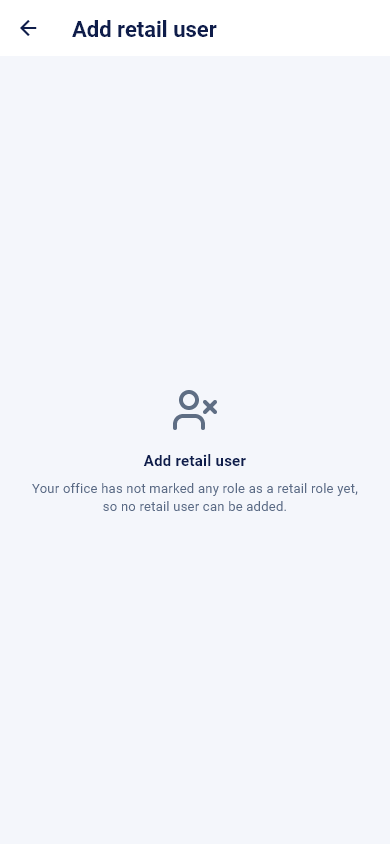 Add retail user
Add retail user
Your office has not marked any role as a retail role yet,
so no retail user can be added.